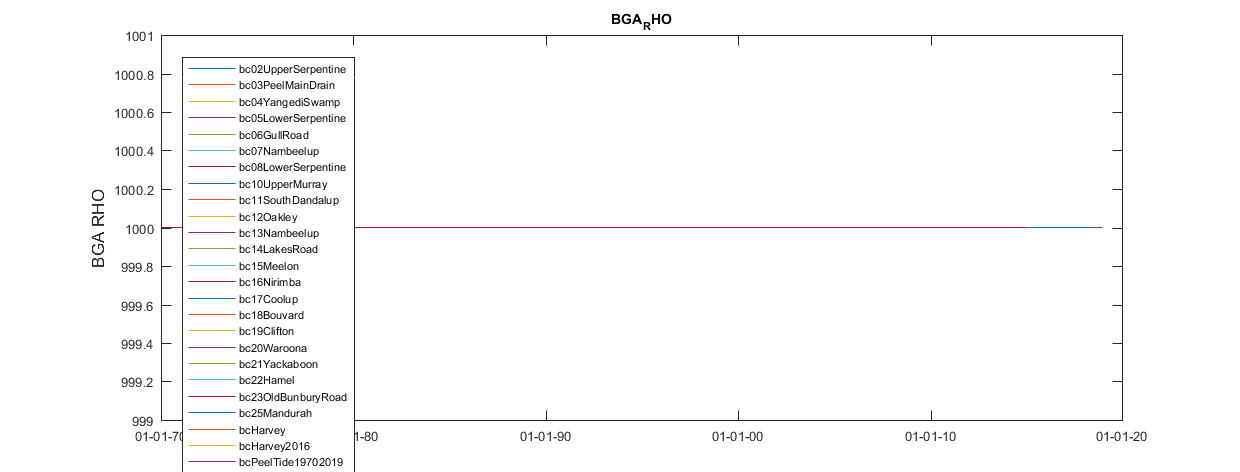 BGA_RHO
1001
1000.8
1000.6
1000.4
1000.2
1000
999.8
999.6
999.4
999.2
999
BGA RHO
bc02UpperSerpentine
bc03PeelMainDrain
bc04YangediSwamp
bc05LowerSerpentine
bc06GullRoad
bc07Nambeelup
bc08LowerSerpentine
bc10UpperMurray
bc11SouthDandalup
bc12Oakley
bc13Nambeelup
bc14LakesRoad
bc15Meelon
bc16Nirimba
bc17Coolup
bc18Bouvard
bc19Clifton
bc20Waroona
bc21Yackaboon
bc22Hamel
bc23OldBunburyRoad
bc25Mandurah
bcHarvey
bcHarvey2016
bcPeelTide19702019
01-01-70 1-80 01-01-90 01-01-00 01-01-10 01-01-20